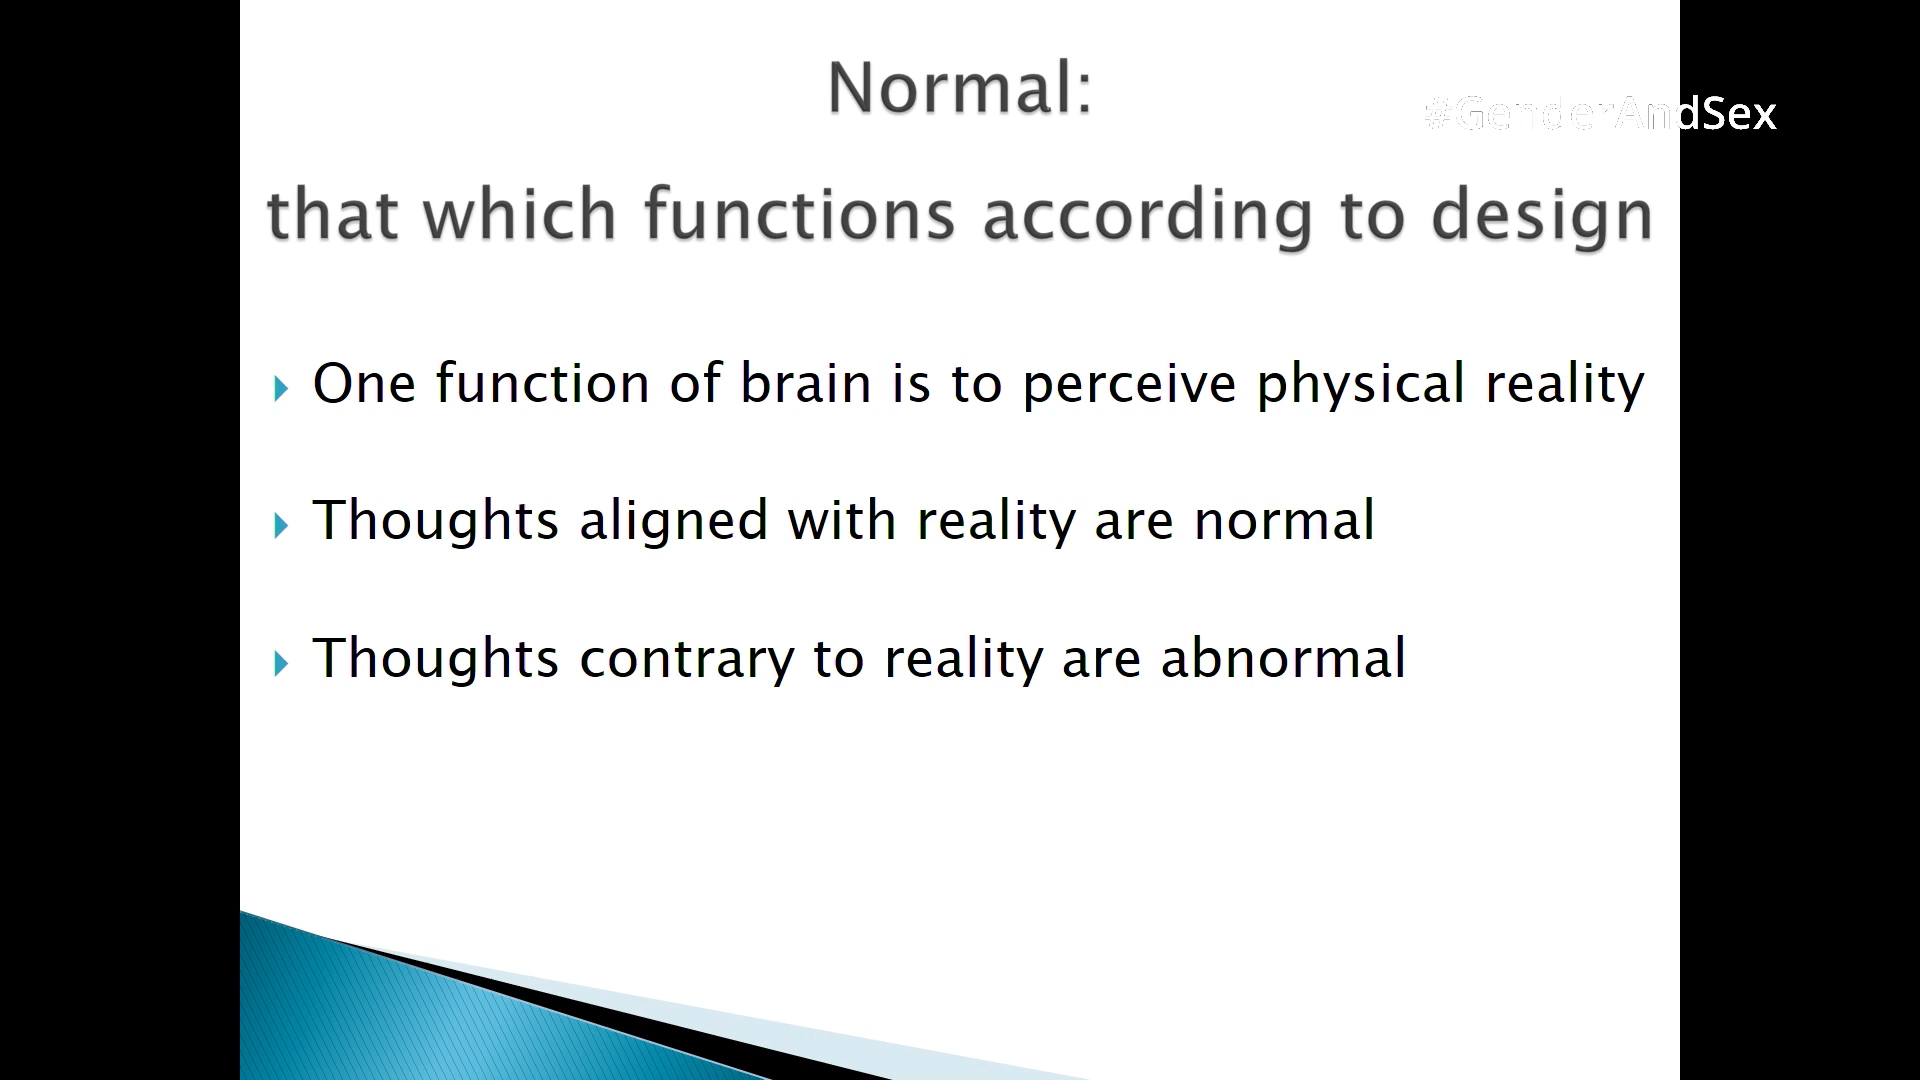 Normal:
#GenderAndSex
that which functions according to design
One function of brain is to perceive physical reality
Thoughts aligned with reality are normal
Thoughts contrary to reality are abnormal